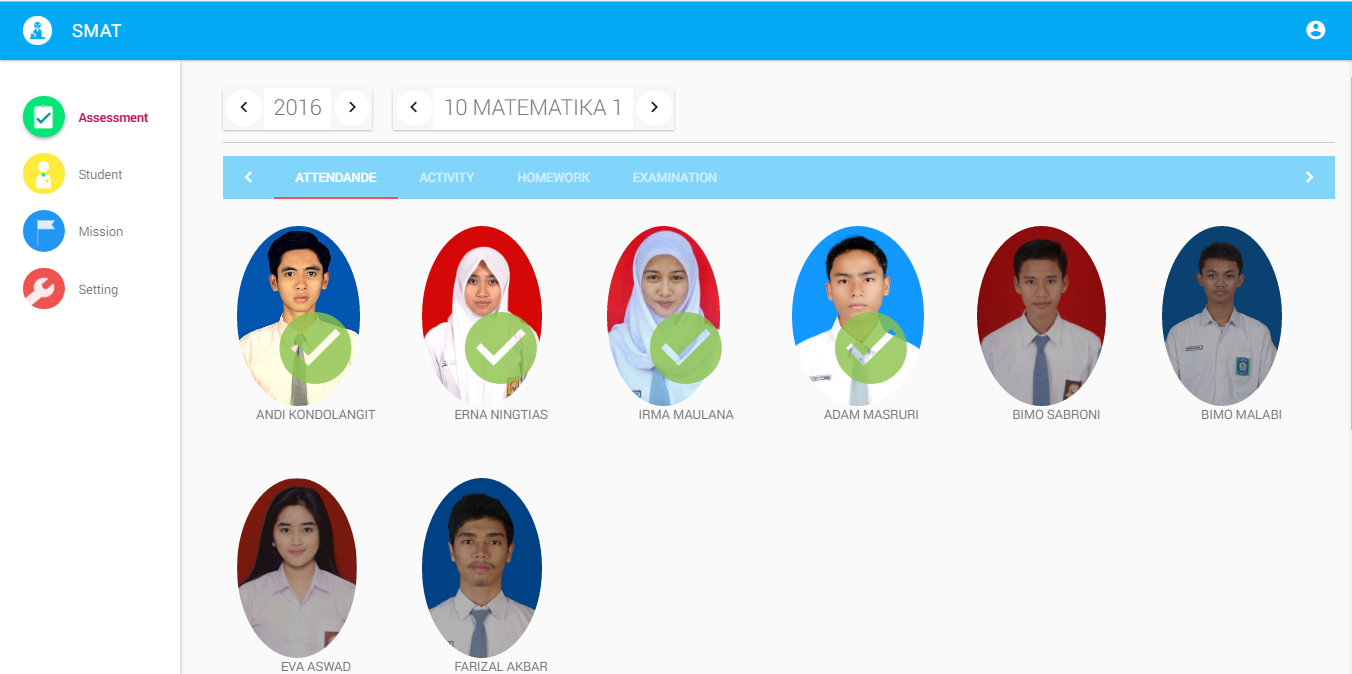 SMAT
2016 10 MATEMATIKA 1
Assessment
Student
Mission
Setting
ATTENDANDE ACTIVITY HOMEWORK EXAMINATION
ANDI KONDOLANGIT ERNA NINGTIAS IRMA MAULANA ADAM MASRURI BIMO SABRONI BIMO MALABI
EVA ASWAD FARIZAL AKBAR